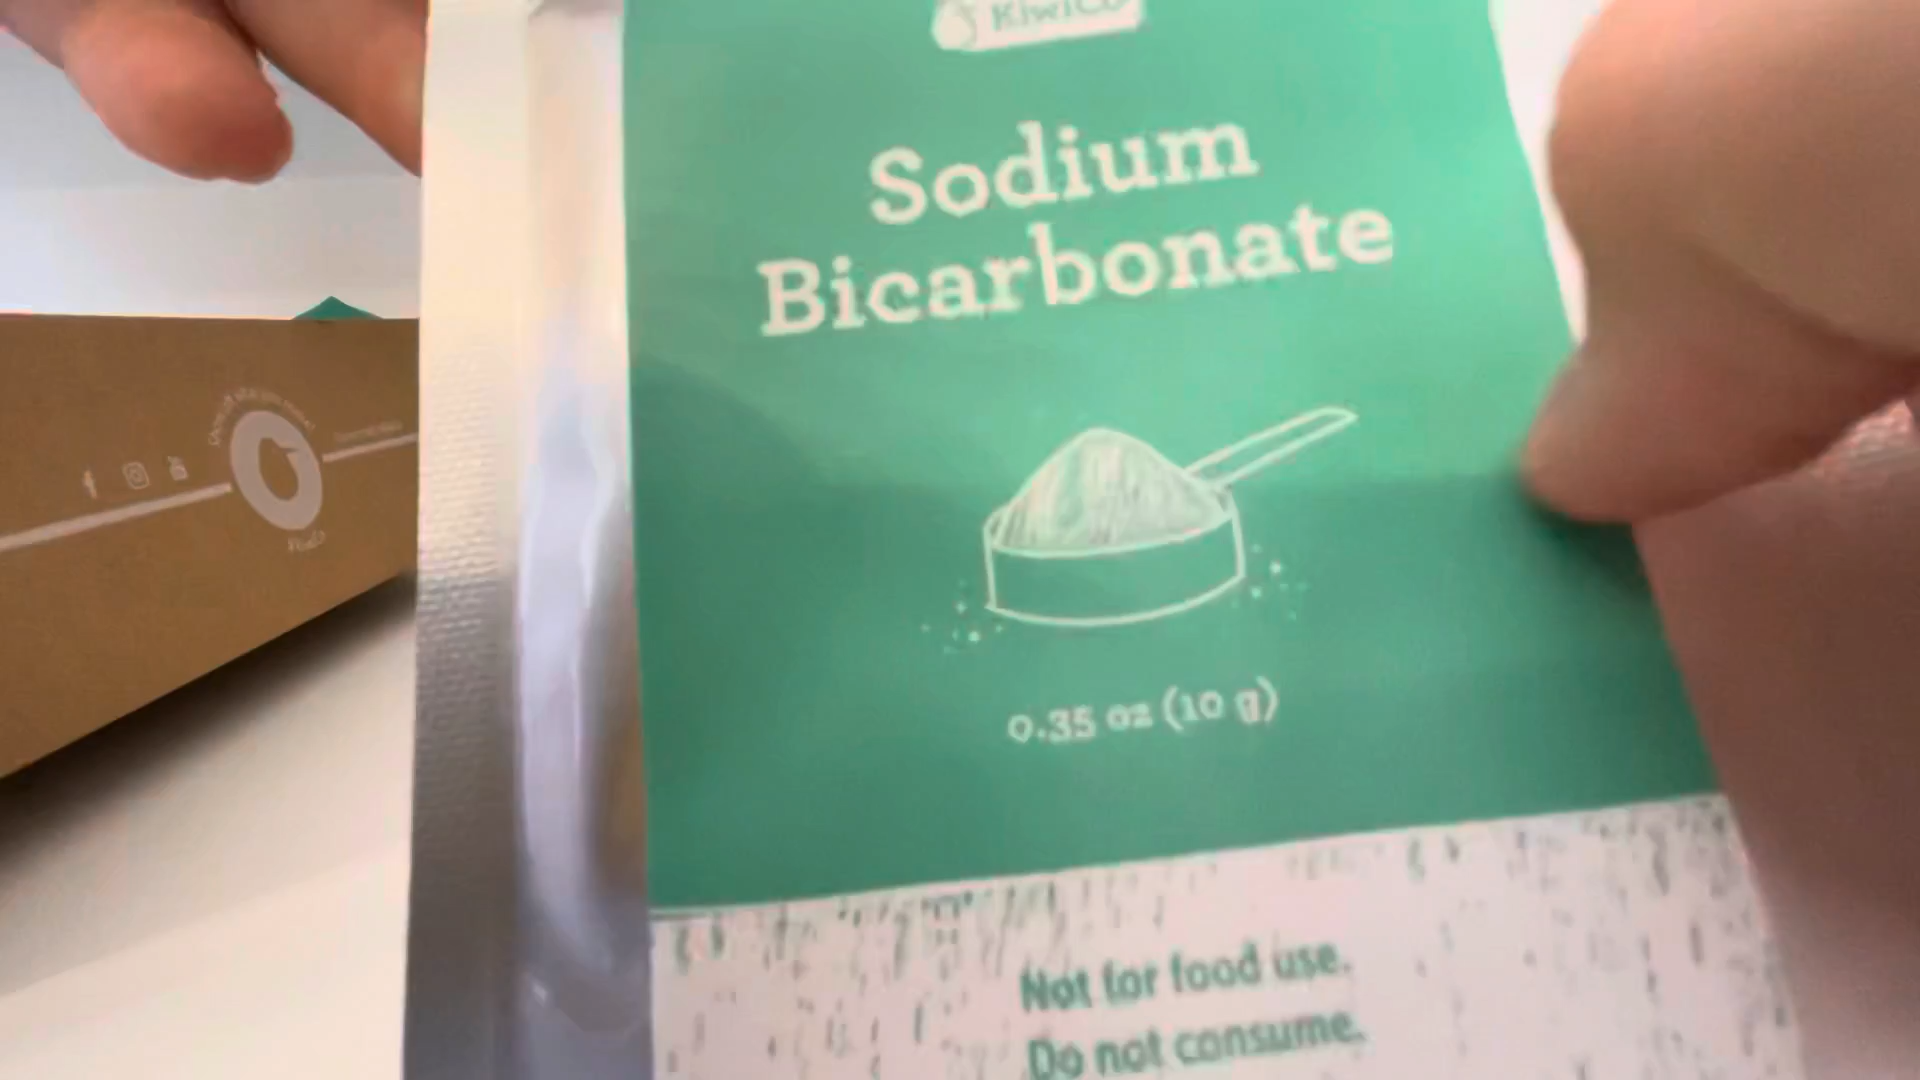 KiwiCo
Sodium
Bicarbonate
0.35 oz (10 g)
Not for food use.
Do not consume.